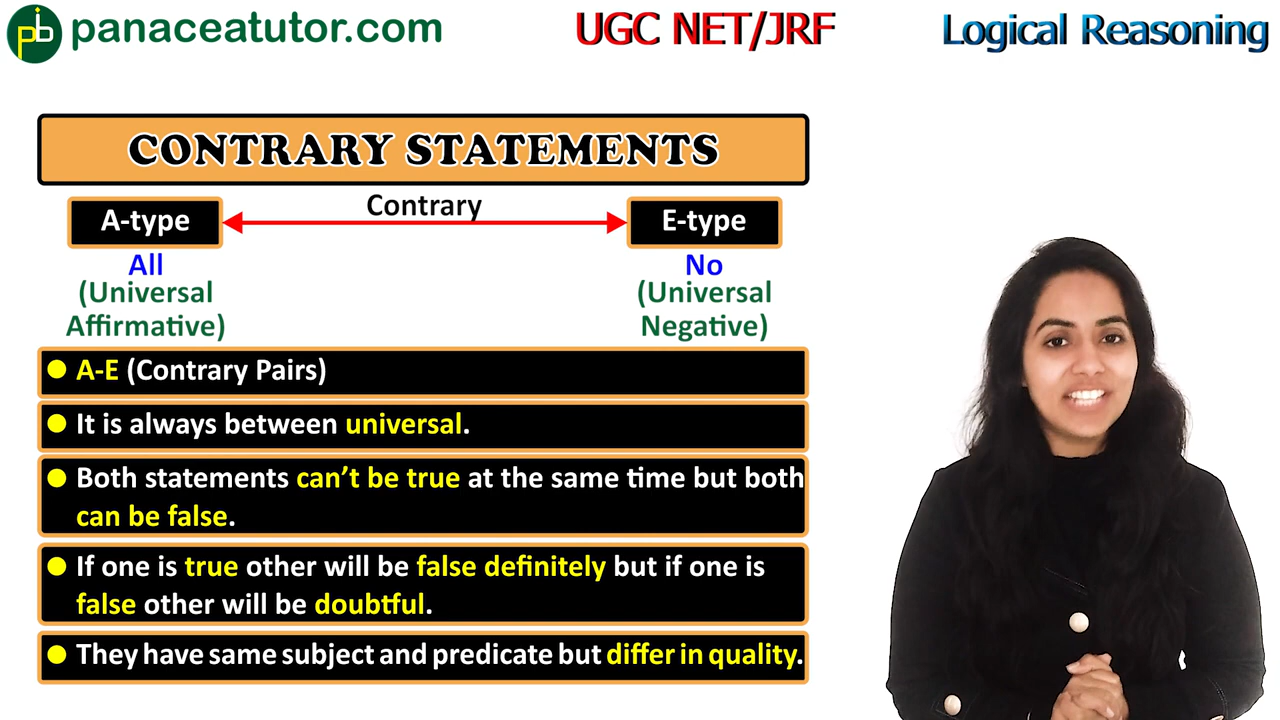 pib panaceatutor.com
UGC NET/JRF
Logical Reasoning
CONTRARY STATEMENTS
A-type
Contrary
E-type
All
(Universal
Affirmative)
No
(Universal
Negative)
A-E (Contrary Pairs)
It is always between universal.
Both statements can’t be true at the same time but both
can be false.
If one is true other will be false definitely but if one is
false other will be doubtful.
They have same subject and predicate but differ in quality.